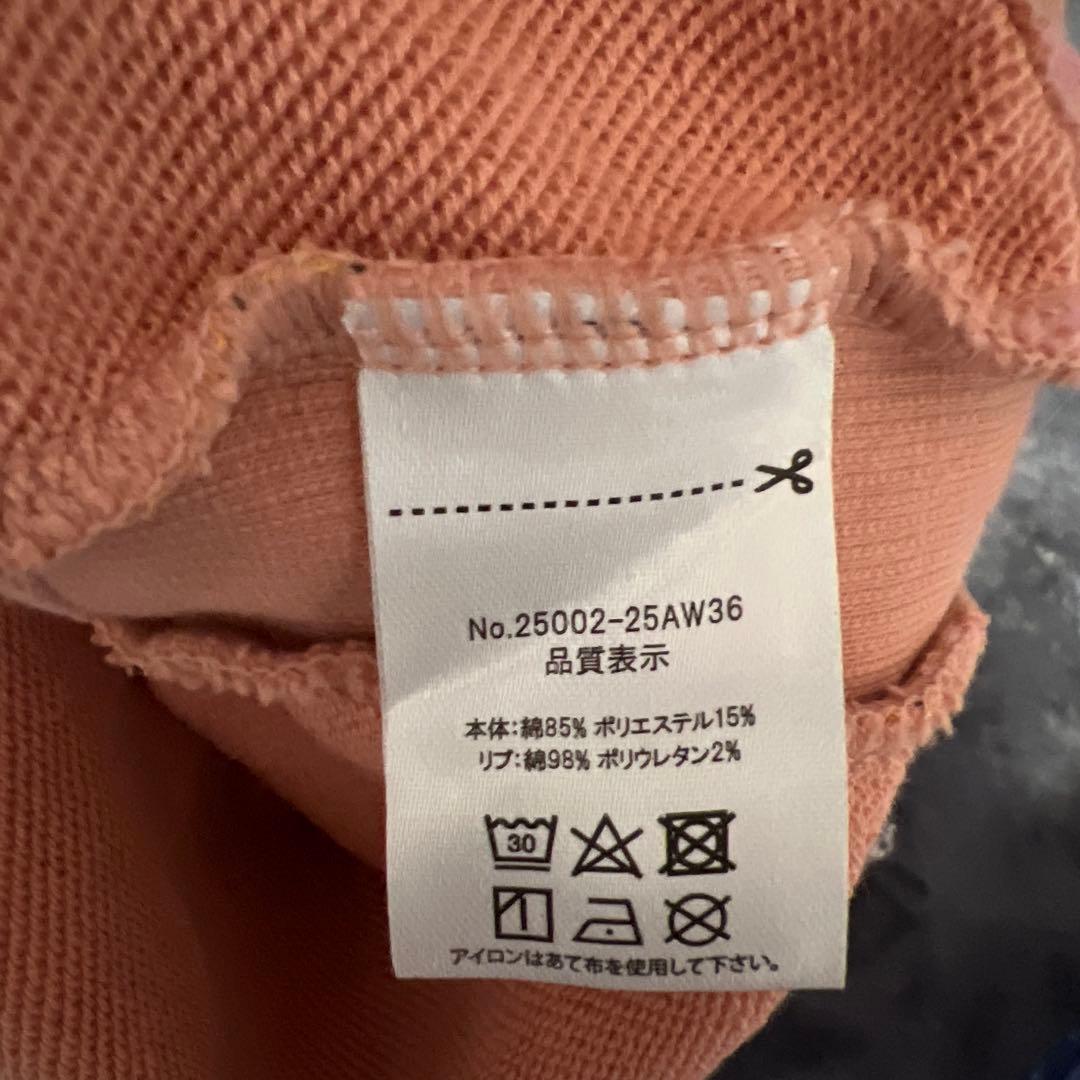 No.25002-25AW36
品質表示
本体:綿85% ポリエステル15%
リブ:綿98% ポリウレタン2%
30
アイロンはあて布を使用して下さい。